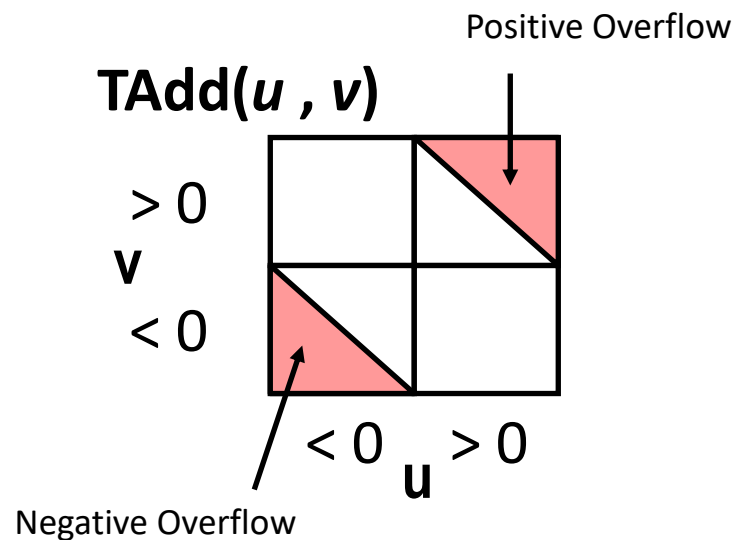 Positive Overflow
TAdd(u , v)
> 0
v
< 0
< 0 > 0
u
Negative Overflow